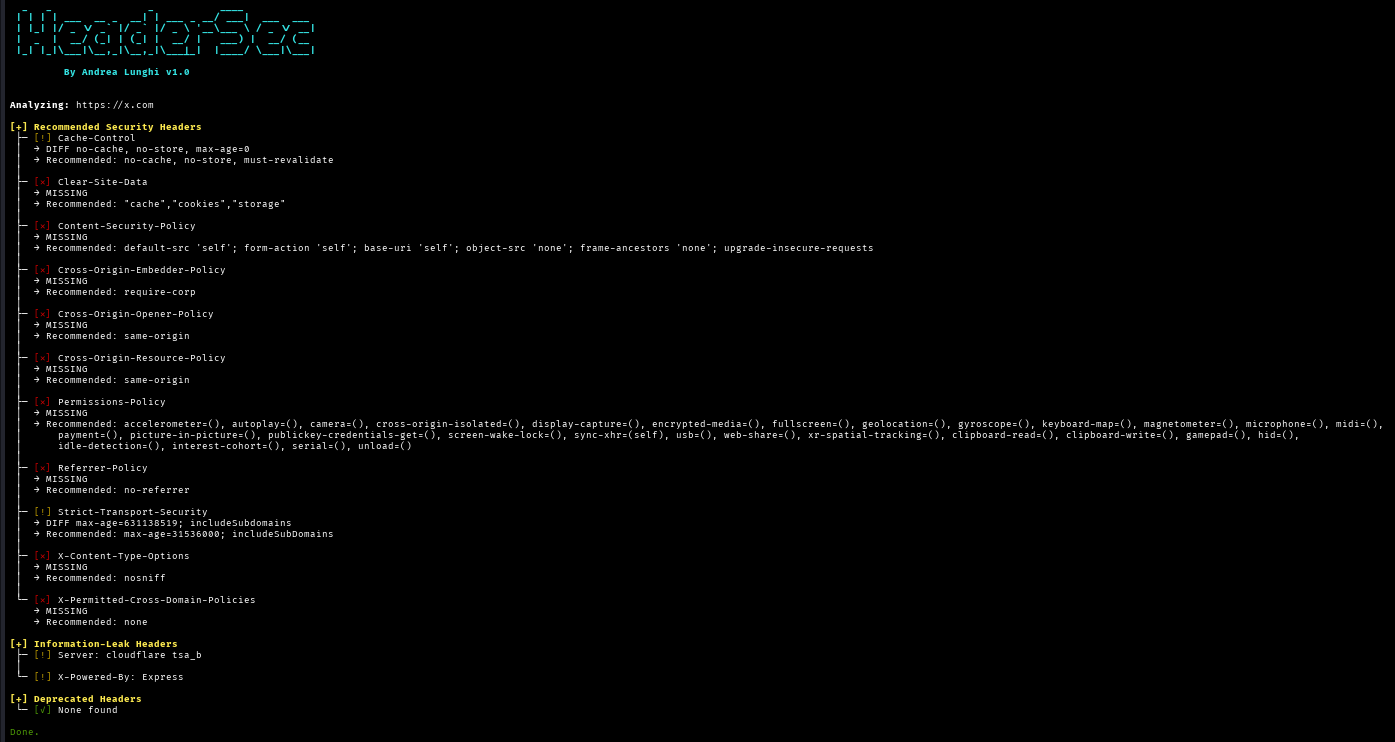 HeaderSec
By Andrea Lunghi v1.0
Analyzing: https://x.com
[+] Recommended Security Headers
[!] Cache-Control
→ DIFF no-cache, no-store, max-age=0
→ Recommended: no-cache, no-store, must-revalidate
[×] Clear-Site-Data
→ MISSING
→ Recommended: "cache","cookies","storage"
[×] Content-Security-Policy
→ MISSING
→ Recommended: default-src 'self'; form-action 'self'; base-uri 'self'; object-src 'none'; frame-ancestors 'none'; upgrade-insecure-requests
[×] Cross-Origin-Embedder-Policy
→ MISSING
→ Recommended: require-corp
[×] Cross-Origin-Opener-Policy
→ MISSING
→ Recommended: same-origin
[×] Cross-Origin-Resource-Policy
→ MISSING
→ Recommended: same-origin
[×] Permissions-Policy
→ MISSING
→ Recommended: accelerometer=(), autoplay=(), camera=(), cross-origin-isolated=(), display-capture=(), encrypted-media=(), fullscreen=(), geolocation=(), gyroscope=(), keyboard-map=(), magnetometer=(), microphone=(), midi=(),
payment=(), picture-in-picture=(), publickey-credentials-get=(), screen-wake-lock=(), sync-xhr=(self), usb=(), web-share=(), xr-spatial-tracking=(), clipboard-read=(), clipboard-write=(), gamepad=(), hid=(),
idle-detection=(), interest-cohort=(), serial=(), unload=()
[×] Referrer-Policy
→ MISSING
→ Recommended: no-referrer
[!] Strict-Transport-Security
→ DIFF max-age=631138519; includeSubdomains
→ Recommended: max-age=31536000; includeSubDomains
[×] X-Content-Type-Options
→ MISSING
→ Recommended: nosniff
[×] X-Permitted-Cross-Domain-Policies
→ MISSING
→ Recommended: none
[+] Information-Leak Headers
[!] Server: cloudflare tsa_b
[!] X-Powered-By: Express
[+] Deprecated Headers
[√] None found
Done.